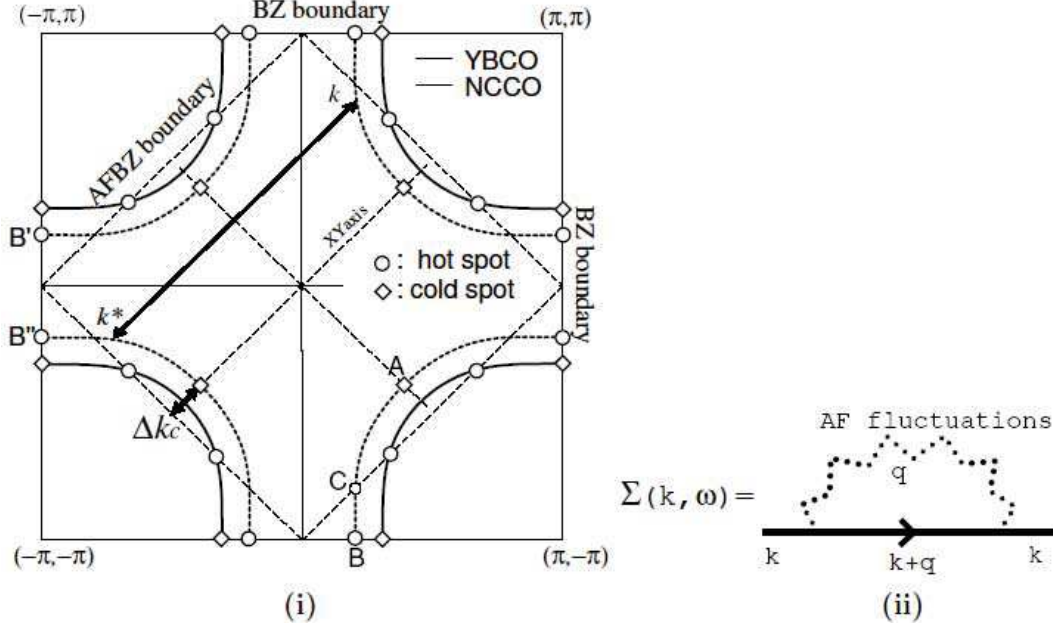 (−π,π)
BZ boundary
(π,π)
YBCO
NCCO
k
AFBZ boundary
XYaxis
B'
BZ boundary
: hot spot
: cold spot
k*
B"
A
Δkc
C
B
(−π,−π)
(π,−π)
(i)
AF fluctuations
q
Σ(k,ω)=
k
k+q
k
(ii)